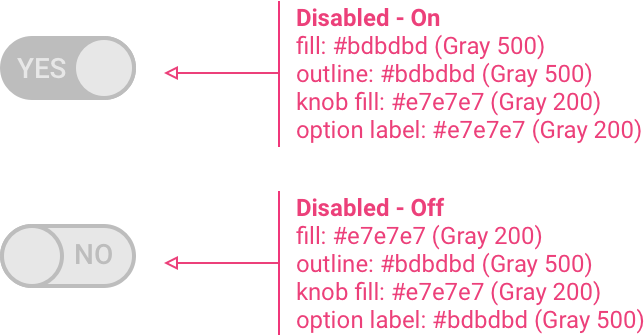 Disabled - On
fill: #bdbdbd (Gray 500)
YES
outline: #bdbdbd (Gray 500)
knob fill: #e7e7e7 (Gray 200)
option label: #e7e7e7 (Gray 200)
Disabled - Off
fill: #e7e7e7 (Gray 200)
NO
outline: #bdbdbd (Gray 500)
knob fill: #e7e7e7 (Gray 200)
option label: #bdbdbd (Gray 500)